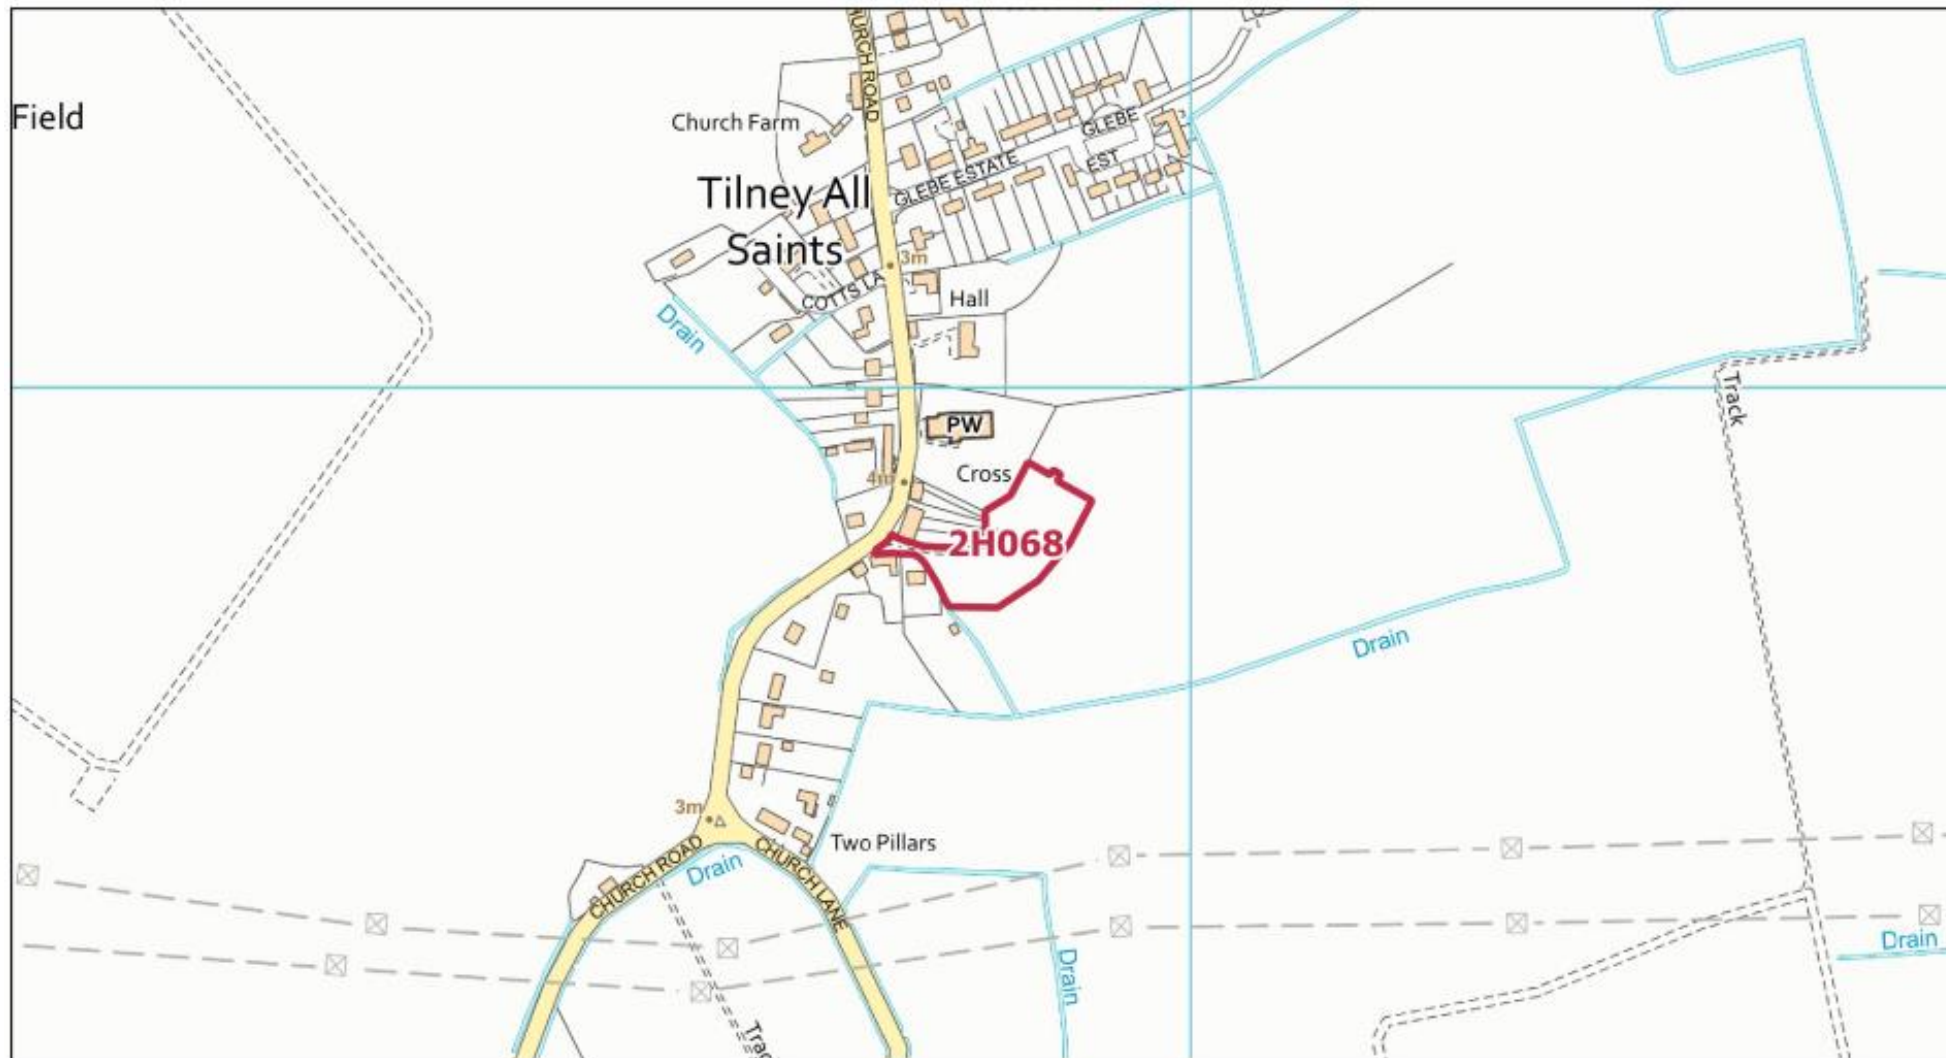 CHURCH ROAD
Field
Church Farm
GLEBE
EST
GLEBE ESTATE
Tilney All
Saints
3m
COTTS LA
Hall
Drain
Track
PW
Cross
4m
2H068
Drain
3m
Two Pillars
CHURCH ROAD
Drain
CHURCH LANE
Drain
Drain